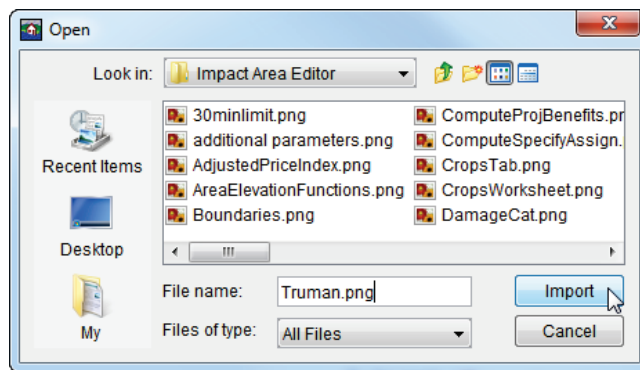 Open
Look in: Impact Area Editor
30minlimit.png
additional parameters.png
AdjustedPriceIndex.png
AreaElevationFunctions.png
Boundaries.png
ComputeProjBenefits.pr
ComputeSpecifyAssign.
CropsTab.png
CropsWorksheet.png
DamageCat.png
Recent Items
Desktop
My
File name: Truman.png
Import
Files of type: All Files
Cancel